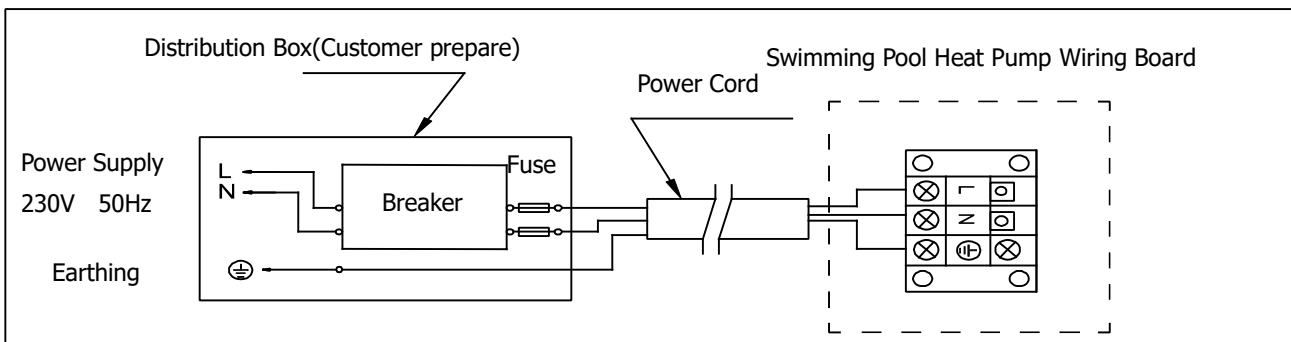 Distribution Box(Customer prepare)
Swimming Pool Heat Pump Wiring Board
Power Cord
Power Supply
230V 50Hz
Earthing
L
N
Breaker
Fuse
L
N